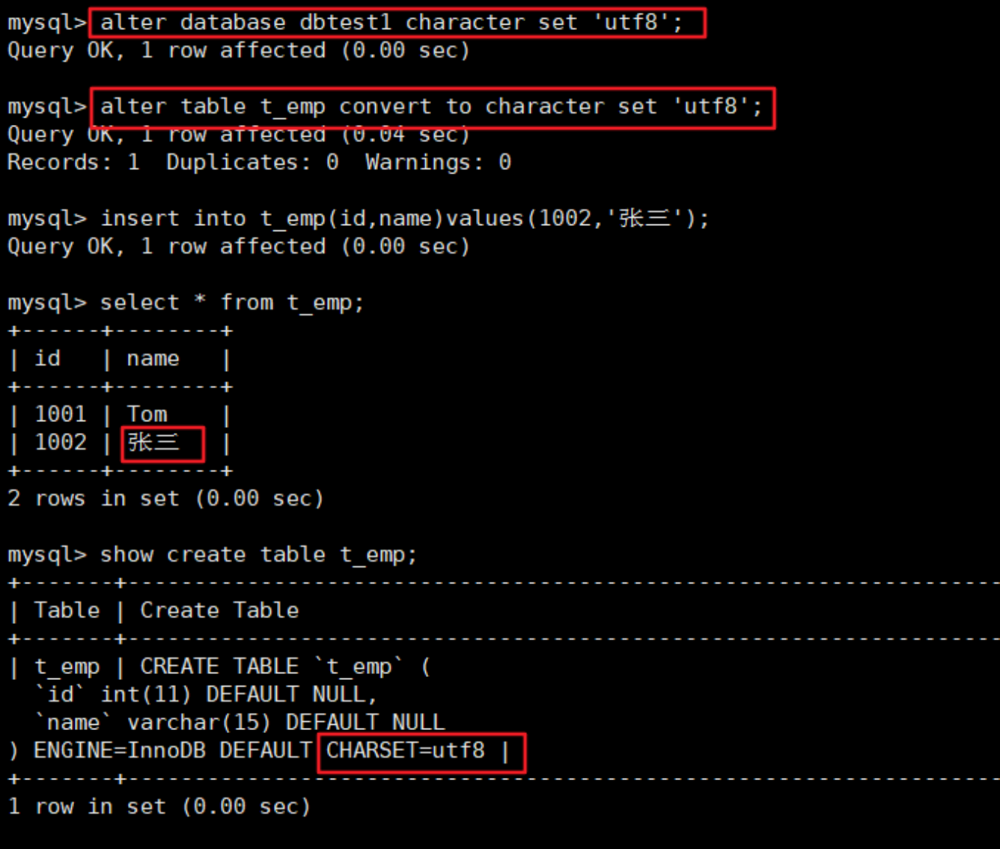 mysql> alter database dbtest1 character set 'utf8';
Query OK, 1 row affected (0.00 sec)
mysql> alter table t_emp convert to character set 'utf8';
Query OK, 1 row affected (0.04 sec)
Records: 1  Duplicates: 0  Warnings: 0
mysql> insert into t_emp(id,name)values(1002,'张三');
Query OK, 1 row affected (0.00 sec)
mysql> select * from t_emp;
+------+--------+
| id   | name   |
+------+--------+
| 1001 | Tom    |
| 1002 | 张三   |
+------+--------+
2 rows in set (0.00 sec)
mysql> show create table t_emp;
+-------+------------------------------------------------------------------
| Table | Create Table
+-------+------------------------------------------------------------------
| t_emp | CREATE TABLE `t_emp` (
  `id` int(11) DEFAULT NULL,
  `name` varchar(15) DEFAULT NULL
) ENGINE=InnoDB DEFAULT CHARSET=utf8 |
+-------+------------------------------------------------------------------
1 row in set (0.00 sec)